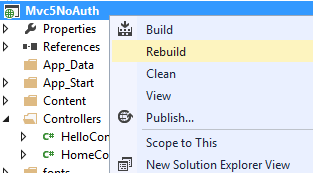 Mvc5NoAuth
Properties
References
App_Data
App_Start
Content
Controllers
C# HelloCon
C# HomeCo
fonts
Build
Rebuild
Clean
View
Publish...
Scope to This
New Solution Explorer View